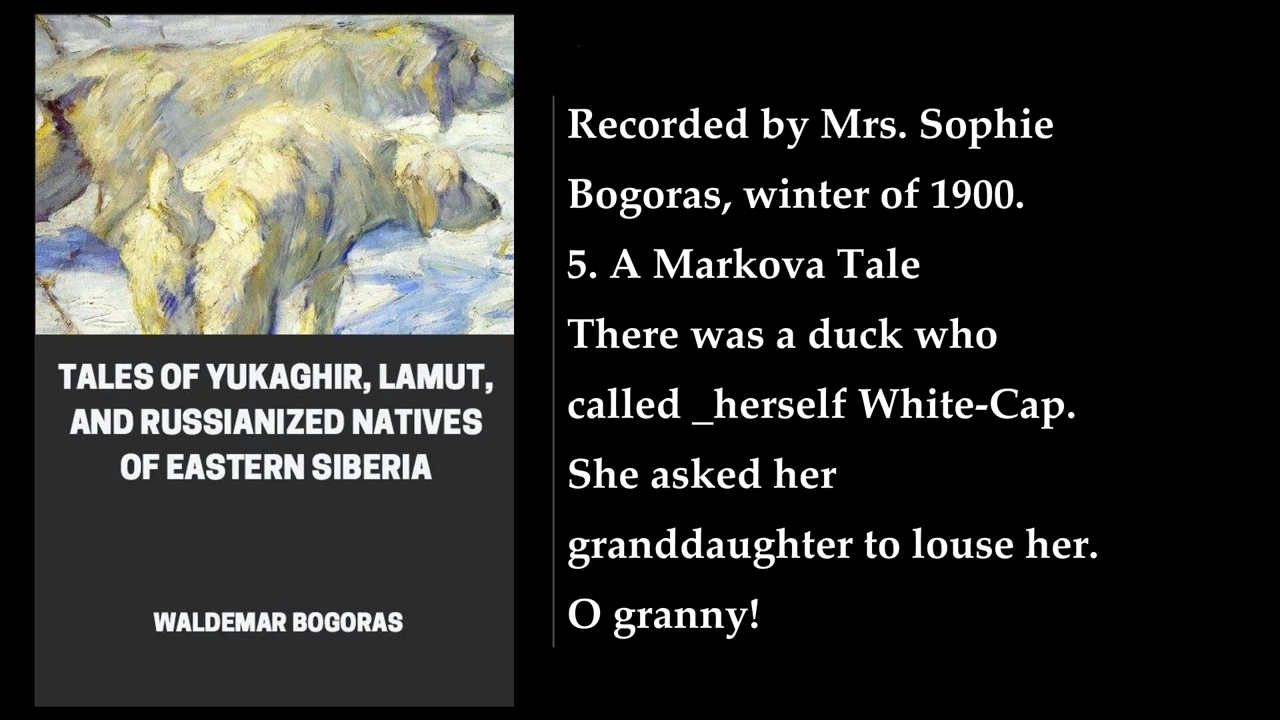 TALES OF YUKAGHIR, LAMUT,
AND RUSSIANIZED NATIVES
OF EASTERN SIBERIA
WALDEMAR BOGORAS
Recorded by Mrs. Sophie
Bogoras, winter of 1900.
5. A Markova Tale
There was a duck who
called _herself White-Cap.
She asked her
granddaughter to louse her.
O granny!